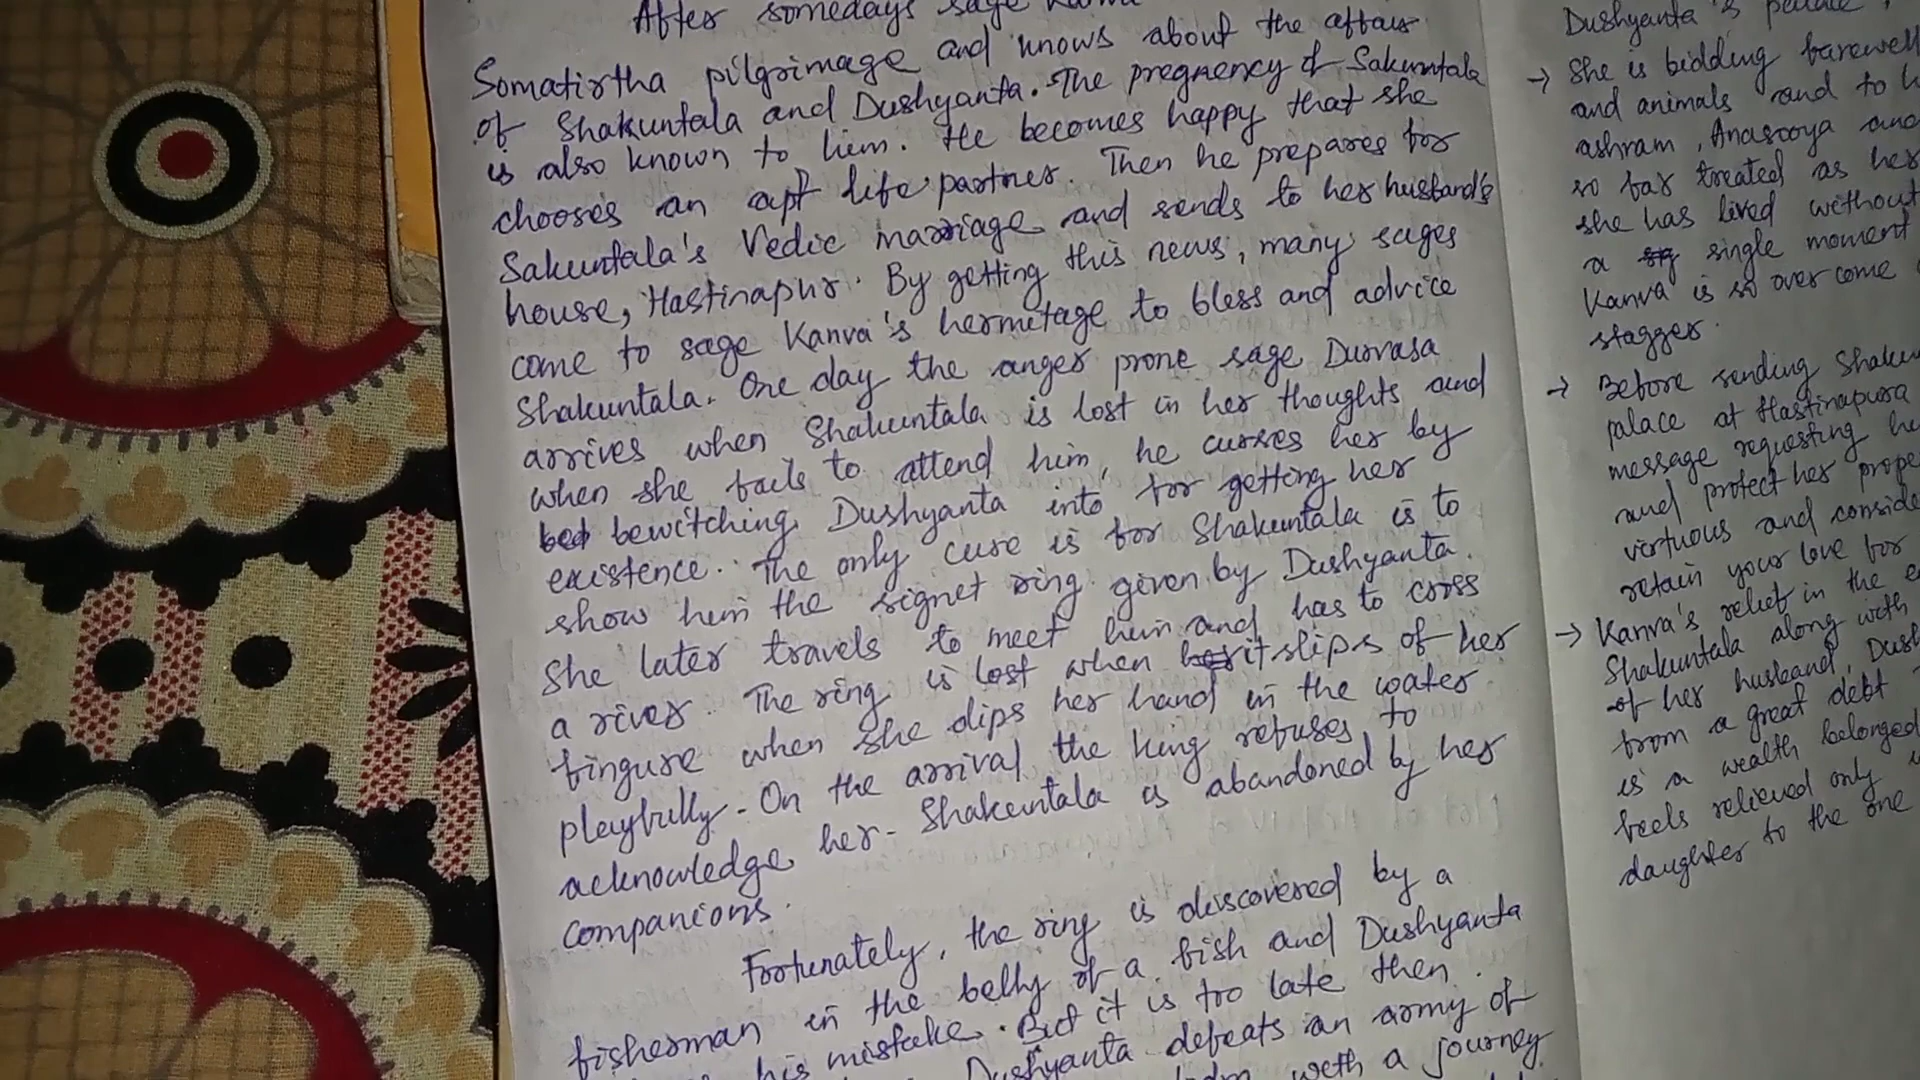 After somedays sage Kanva
Somatirtha pilgrimage and knows about the affair
of Shakuntala and Dushyanta. The pregnency of Sakuntala
is also known to him. He becomes happy that she
chooses an apt life partner. Then he prepares for
Sakuntala's Vedic marriage and sends to her husband's
house, Hastinapur. By getting this news, many sages
come to sage Kanva's hermitage to bless and advice
Shakuntala. One day the anger prone sage Durvasa
arrives when Shakuntala is lost in her thoughts and
when she fails to attend him, he curses her by
bewitching Dushyanta into for getting her
existence. The only cure is for Shakuntala is to
show him the signet ring given by Dushyanta.
She later travels to meet him and has to corss
a river. The ring is lost when it slips of her
fingure when she dips her hand in the water
playfully. On the arrival the king refuses to
acknowledge her. Shakuntala is abandoned by her
companions.
Fortunately, the ring is discovered by a
fisherman in the belly of a fish and Dushyanta
his mistake. But it is too late then.
Dushyanta defeats an army of
with a journey
Dushyanta's palace,
→ She is bidding farewell
and animals and to
ashram, Anasooya and
so far treated as her
she has lived without
a single moment
Kanva is so over come
stagger.
→ Before sending
palace at Hastinapura
message requesting
and protect her
virtuous and
retain your love for
→ Kanva's relief in the
Shakuntala along with
of her husband,
from a great debt
is a wealth belonged
feels relieved only
daughter to the one